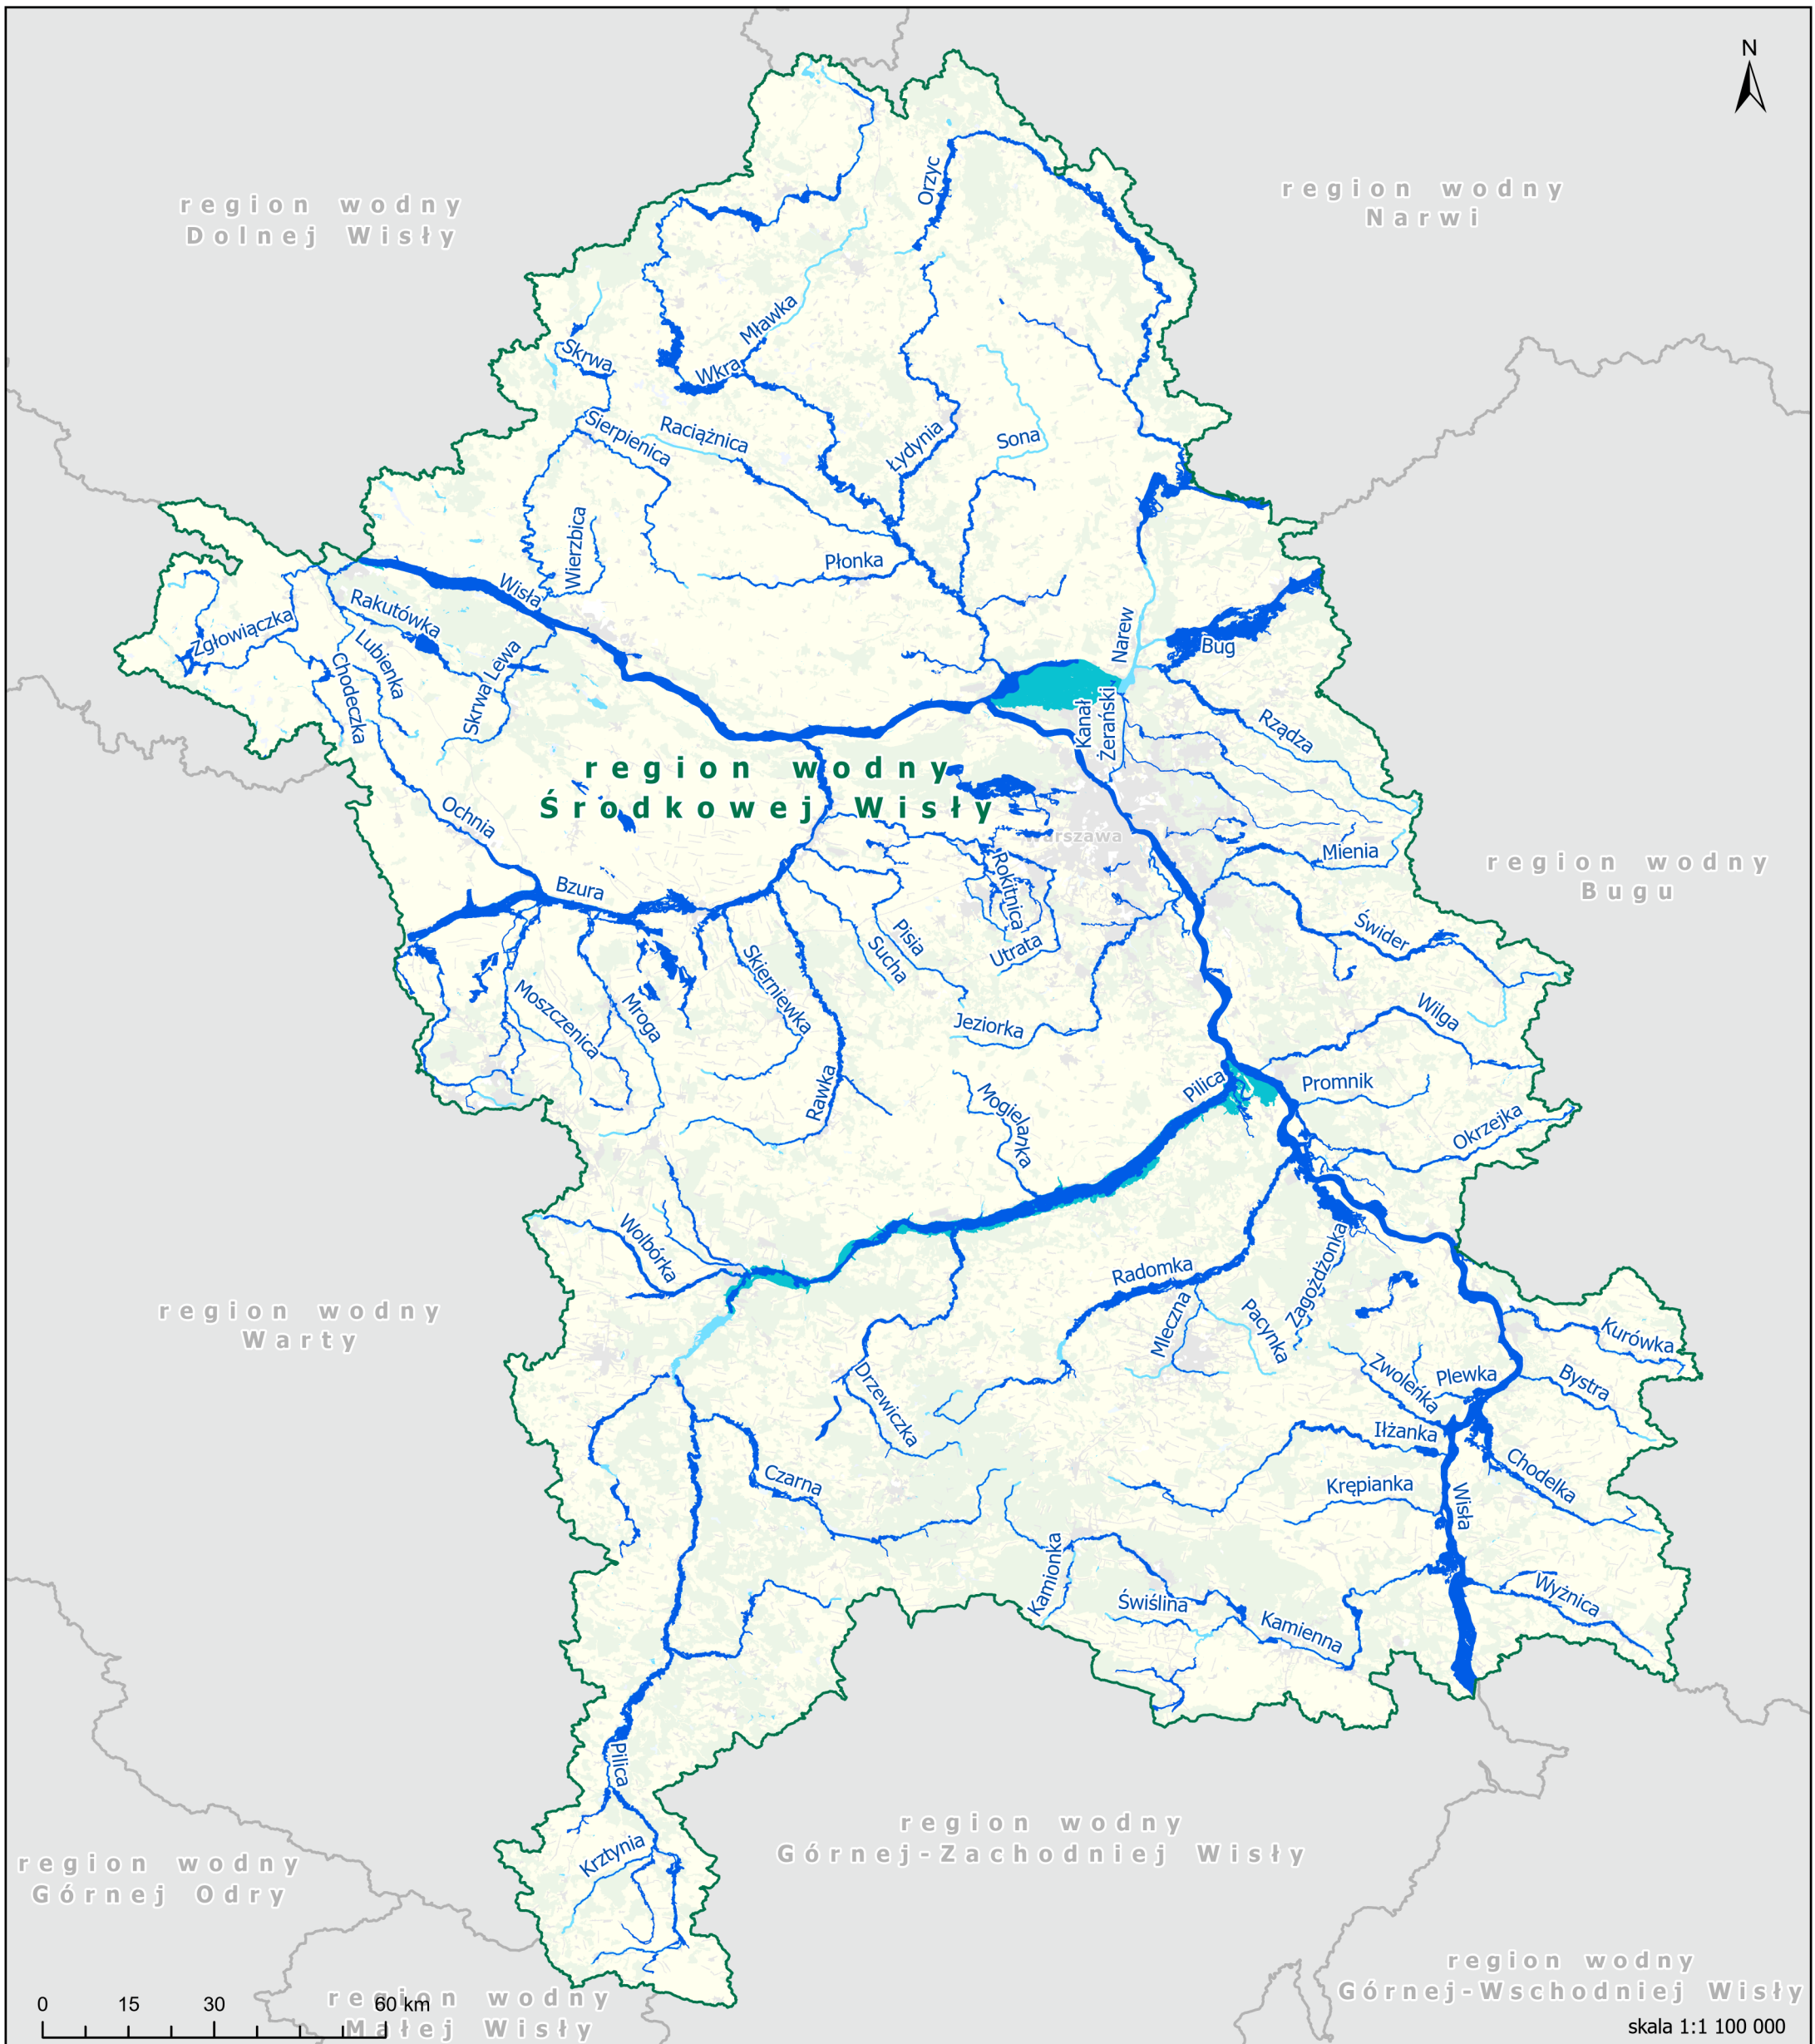 N
region wodny
Dolnej Wisły
region wodny
Narwi
Orzyc
Mławka
Skrwa
Wkra
Sierpienica
Raciążnica
Łydynia
Sona
Wierzbica
Płonka
Wisła
Rakutówka
Zgłowiączka
Lubienka
Chodeczka
Skrwa Lewa
Narew
Bug
Kanał
Żerański
Rządza
region wodny
Środkowej Wisły
Ochnia
Warszawa
Mienia
region wodny
Bugu
Bzura
Rokitnica
Utrata
Pisia
Sucha
Świder
Skierniewka
Moszczenica
Mroga
Jeziorka
Wilga
Rawka
Mogielanka
Pilica
Promnik
Okrzejka
Wolbórka
region wodny
Warty
Radomka
Mleczna
Pacynka
Zagożdżonka
Kurówka
Zwoleńka
Plewka
Bystra
Drzewiczka
Iłżanka
Czarna
Krępianka
Chodelka
Wisła
Kamionka
Świślina
Kamienna
Wyżnica
Pilica
region wodny
Górnej-Zachodniej Wisły
Krztynia
region wodny
Górnej Odry
region wodny
Małej Wisły
region wodny
Górnej-Wschodniej Wisły
0 15 30 60 km
skala 1:1 100 000